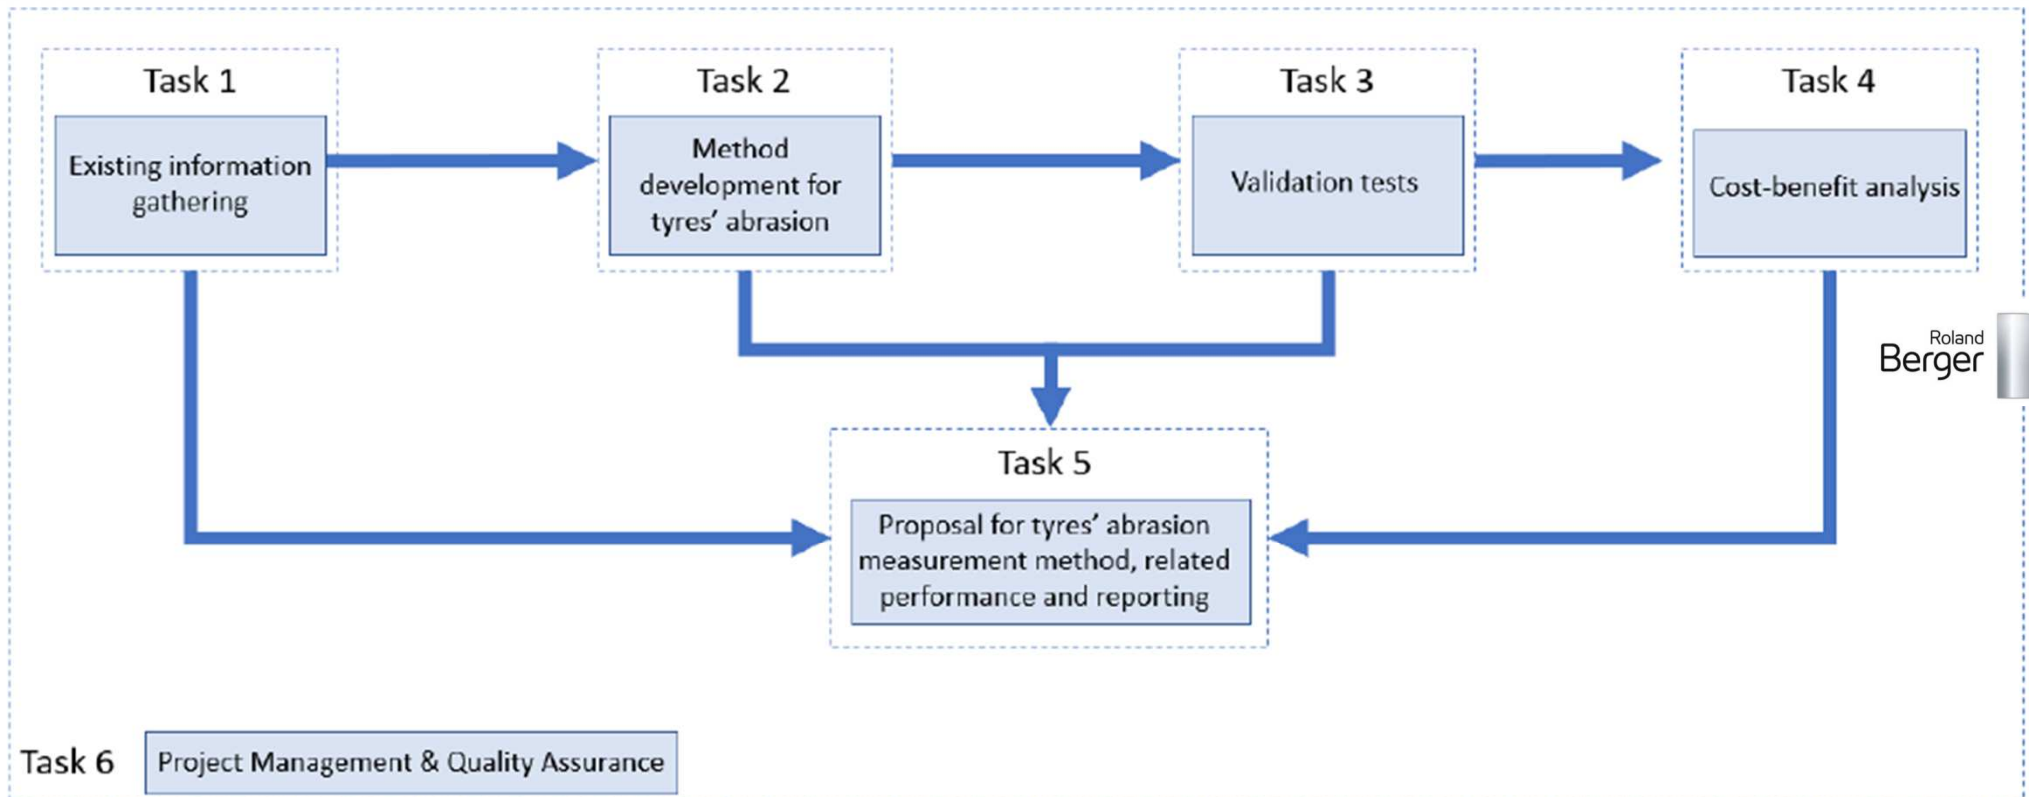 Task 1
Existing information
gathering
Task 2
Method
development for
tyres’ abrasion
Task 3
Validation tests
Task 4
Cost-benefit analysis
Roland
Berger
Task 5
Proposal for tyres’ abrasion
measurement method, related
performance and reporting
Task 6
Project Management & Quality Assurance